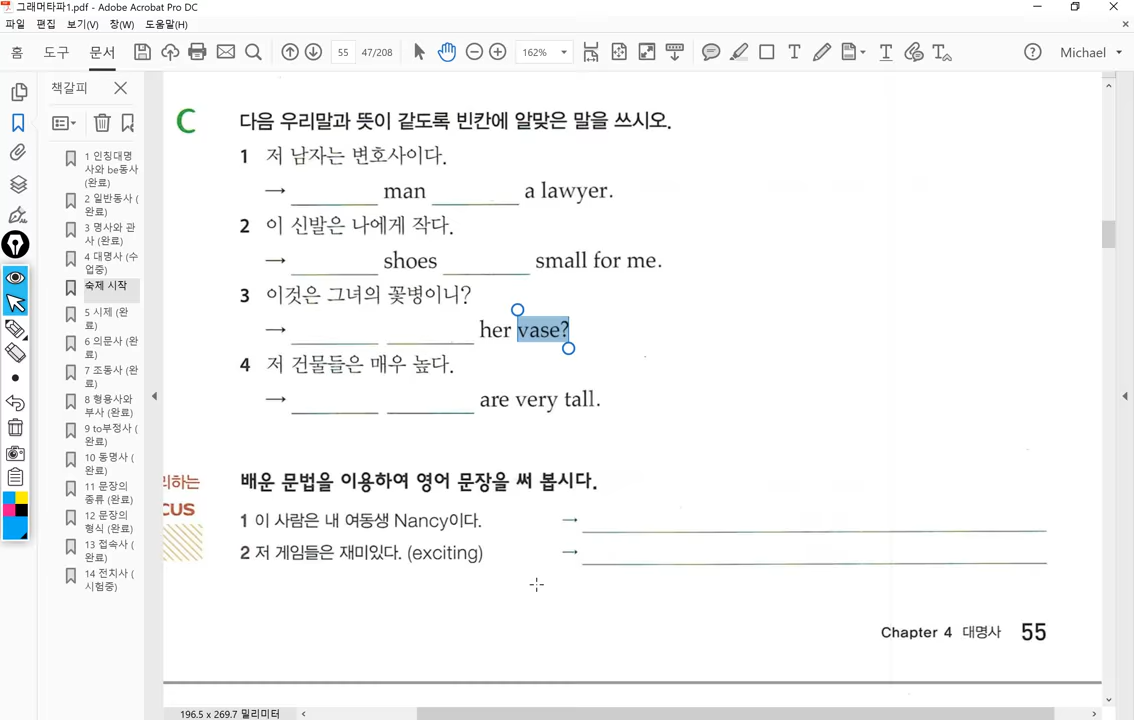 그래머타파1.pdf - Adobe Acrobat Pro DC
파일 편집 보기(V) 창(W) 도움말(H)
홈 도구 문서 55 47/208 162% Michael
책갈피
1 인칭대명
사와 be동사
(완료)
2 일반동사 (
완료)
3 명사와 관
사 (완료)
4 대명사 (수
업중)
숙제 시작
5 시제 (완
료)
6 의문사 (완
료)
7 조동사 (완
료)
8 형용사와
부사 (완료)
9 to부정사 (
완료)
10 동명사 (
완료)
11 문장의
종류 (완료)
12 문장의
형식 (완료)
13 접속사 (
완료)
14 전치사 (
시험중)
C 다음 우리말과 뜻이 같도록 빈칸에 알맞은 말을 쓰시오.
1 저 남자는 변호사이다.
→ ________ man ________ a lawyer.
2 이 신발은 나에게 작다.
→ ________ shoes ________ small for me.
3 이것은 그녀의 꽃병이니?
→ ________ ________ her vase?
4 저 건물들은 매우 높다.
→ ________ ________ are very tall.
리하는 배운 문법을 이용하여 영어 문장을 써 봅시다.
CUS
1 이 사람은 내 여동생 Nancy이다. →
2 저 게임들은 재미있다. (exciting) →
Chapter 4 대명사 55
196.5 x 269.7 밀리미터